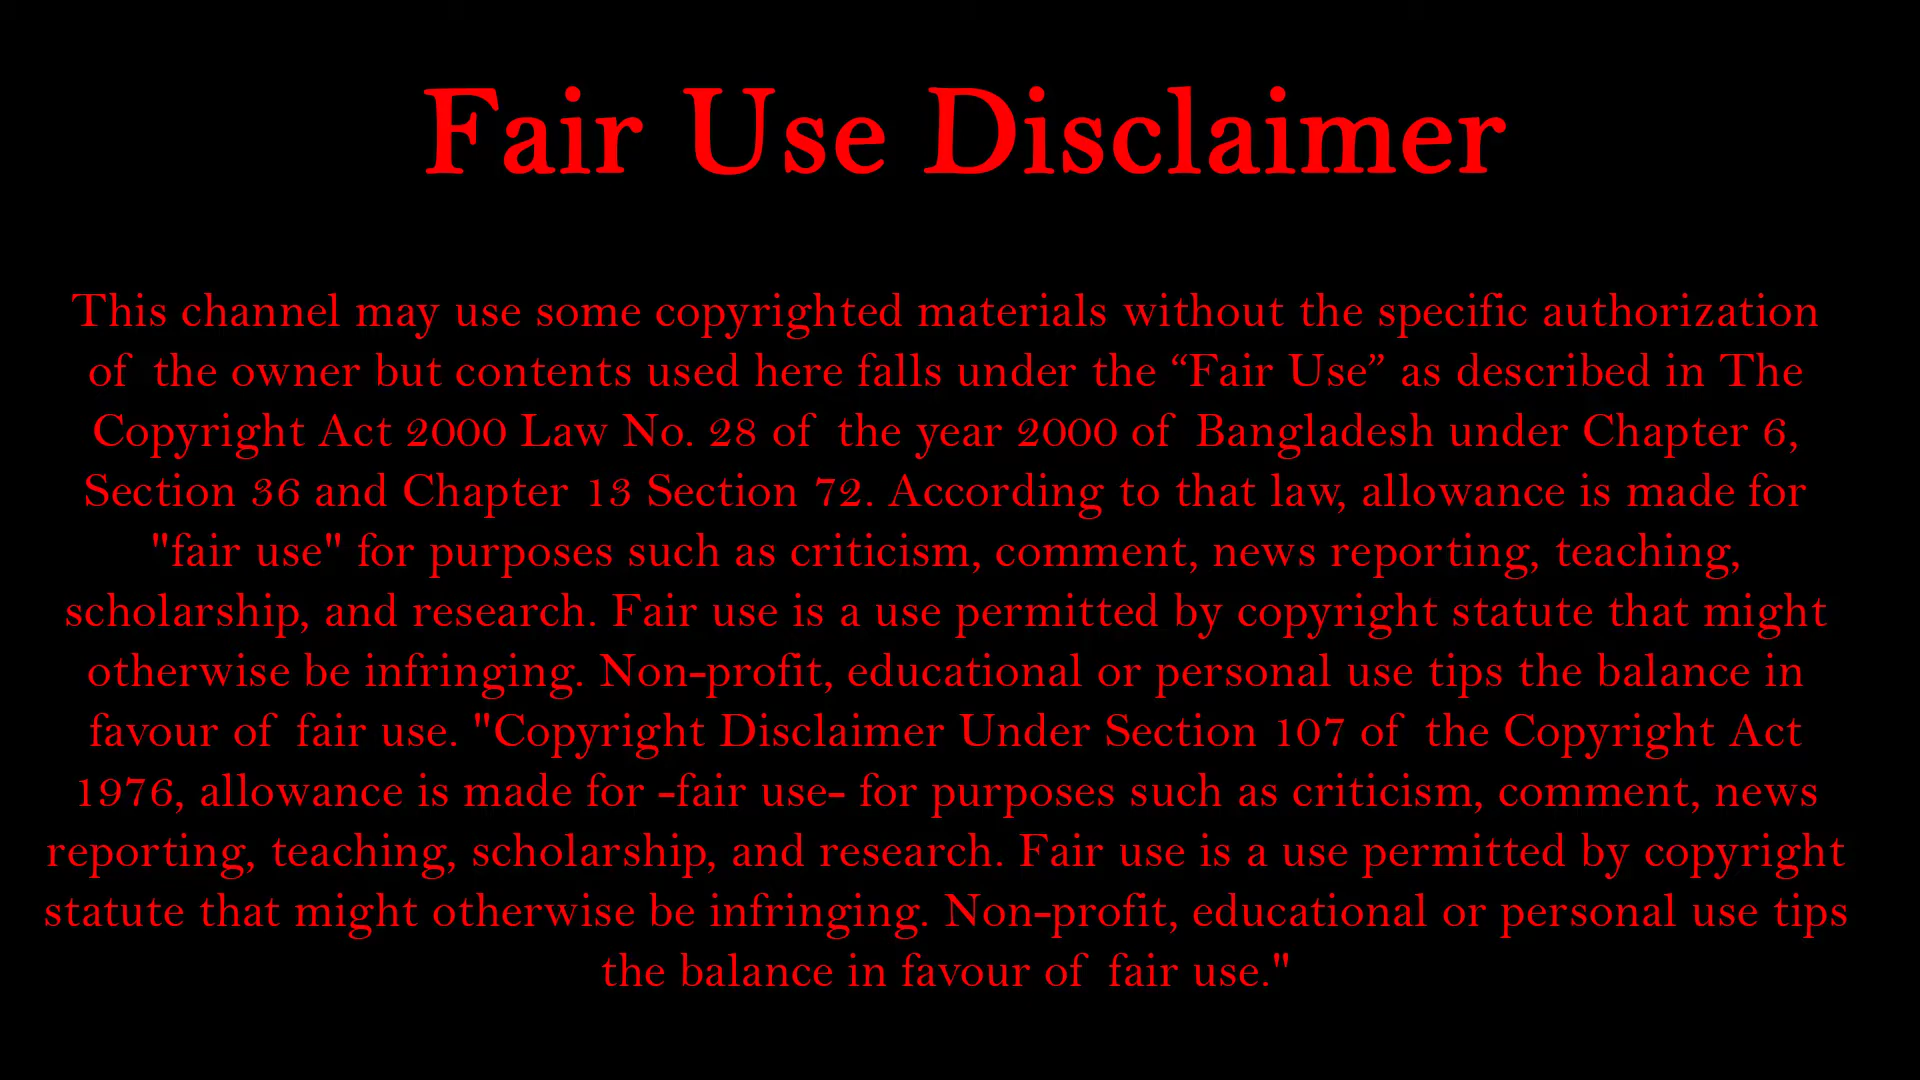 Fair Use Disclaimer
This channel may use some copyrighted materials without the specific authorization
of the owner but contents used here falls under the “Fair Use” as described in The
Copyright Act 2000 Law No. 28 of the year 2000 of Bangladesh under Chapter 6,
Section 36 and Chapter 13 Section 72. According to that law, allowance is made for
"fair use" for purposes such as criticism, comment, news reporting, teaching,
scholarship, and research. Fair use is a use permitted by copyright statute that might
otherwise be infringing. Non-profit, educational or personal use tips the balance in
favour of fair use. "Copyright Disclaimer Under Section 107 of the Copyright Act
1976, allowance is made for -fair use- for purposes such as criticism, comment, news
reporting, teaching, scholarship, and research. Fair use is a use permitted by copyright
statute that might otherwise be infringing. Non-profit, educational or personal use tips
the balance in favour of fair use."